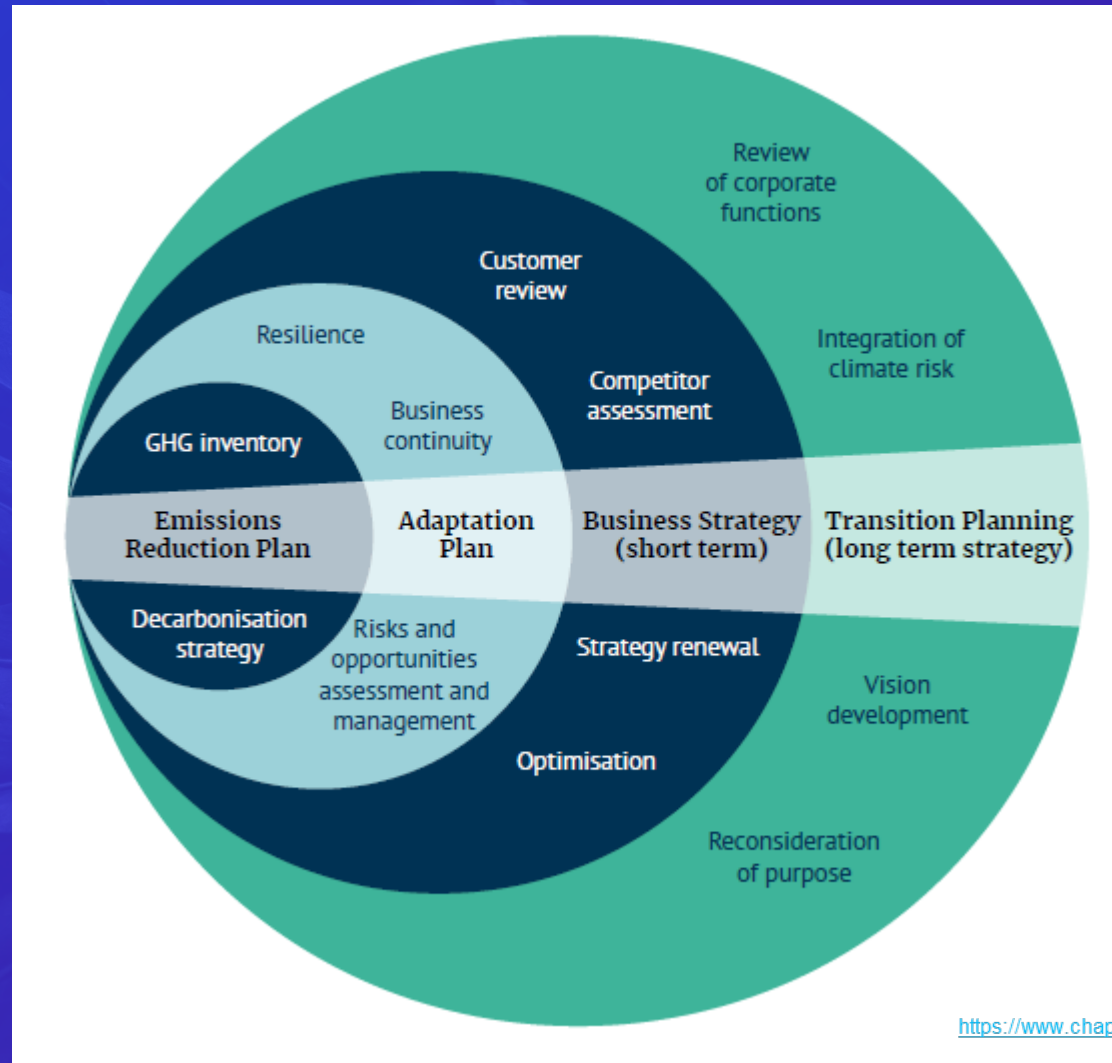 Review
of corporate
functions
Customer
review
Resilience
Integration of
climate risk
Competitor
assessment
Business
continuity
GHG inventory
Emissions
Reduction Plan
Adaptation
Plan
Business Strategy
(short term)
Transition Planning
(long term strategy)
Decarbonisation
strategy
Risks and
opportunities
assessment and
management
Strategy renewal
Vision
development
Optimisation
Reconsideration
of purpose
https://www.chap